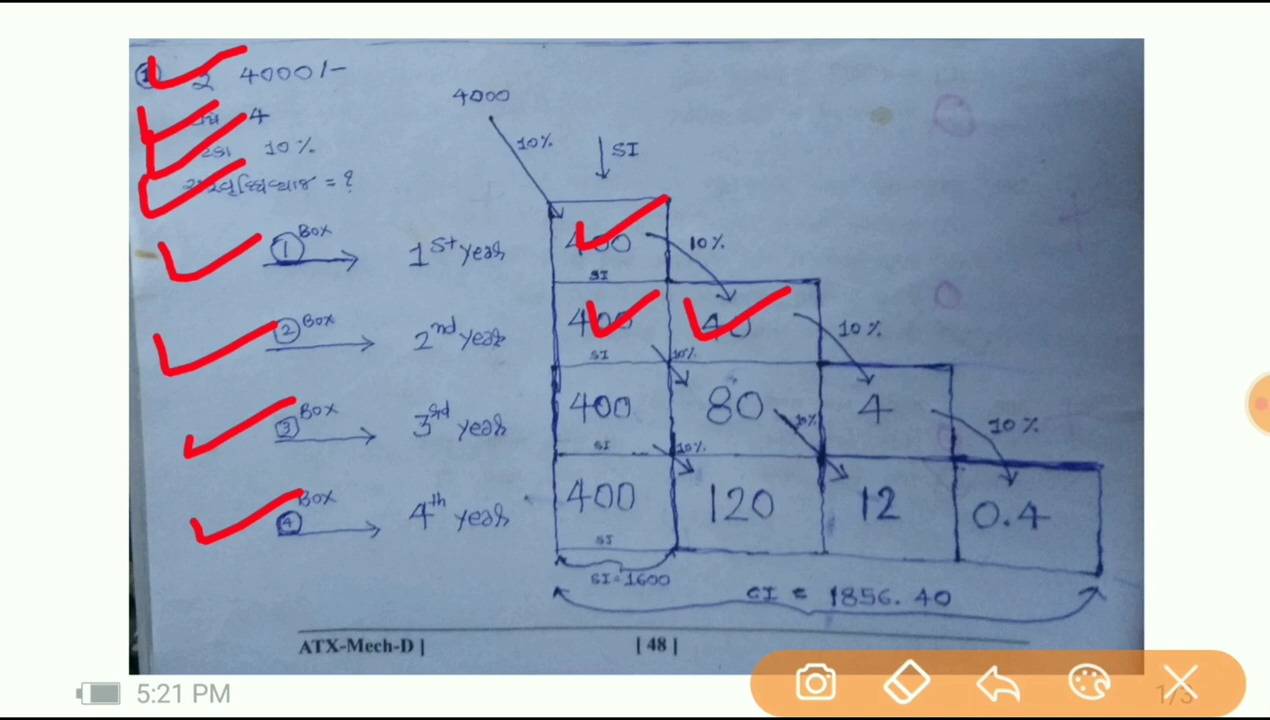 ① 4000/-
4
10%
= ?
4000
10%
SI
① Box 1st year
400 10%
SI
② Box 2nd year
400 40 10%
SI 10%
③ Box 3rd year
400 80 4 10%
SI 10% 10%
④ Box 4th year
400 120 12 0.4
SI
SI=1600
CI = 1856.40
ATX-Mech-D | [ 48 ]
5:21 PM
1/3